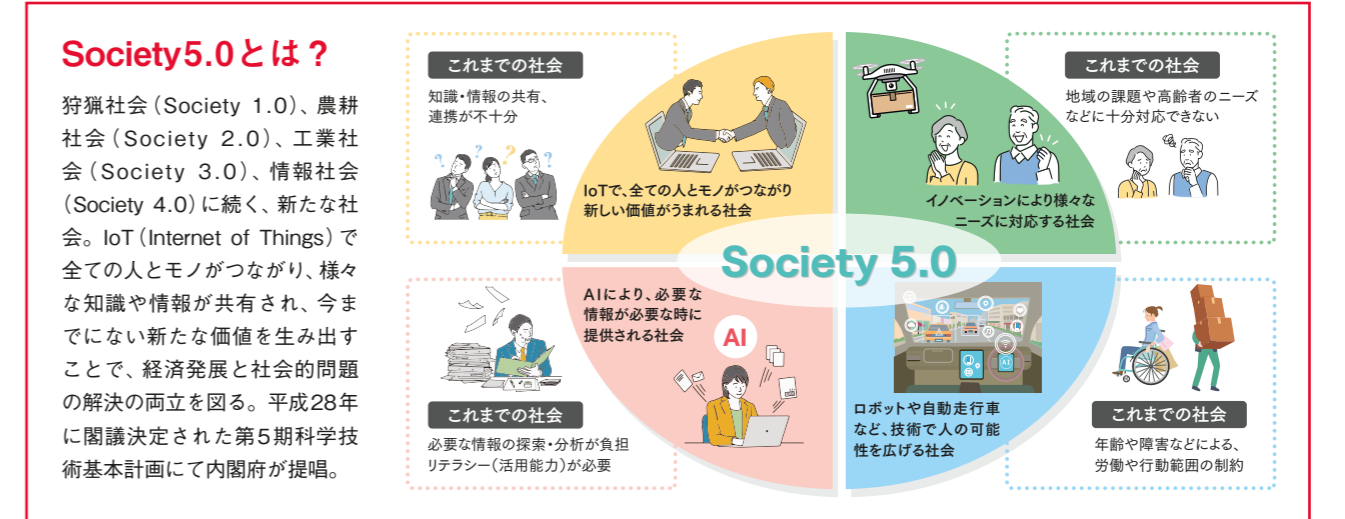 Society5.0とは？
狩猟社会（Society 1.0）、農耕
社会（Society 2.0）、工業社
会（Society 3.0）、情報社会
（Society 4.0）に続く、新たな社
会。IoT（Internet of Things）で
全ての人とモノがつながり、様々
な知識や情報が共有され、今ま
でにない新たな価値を生み出す
ことで、経済発展と社会的問題
の解決の両立を図る。平成28年
に閣議決定された第5期科学技
術基本計画にて内閣府が提唱。
これまでの社会
知識・情報の共有、
連携が不十分
IoTで、全ての人とモノがつながり
新しい価値がうまれる社会
イノベーションにより様々な
ニーズに対応する社会
これまでの社会
地域の課題や高齢者のニーズ
などに十分対応できない
Society 5.0
これまでの社会
必要な情報の探索・分析が負担
リテラシー（活用能力）が必要
AIにより、必要な
情報が必要な時に
提供される社会
AI
AI
ロボットや自動走行車
など、技術で人の可能
性を広げる社会
これまでの社会
年齢や障害などによる、
労働や行動範囲の制約